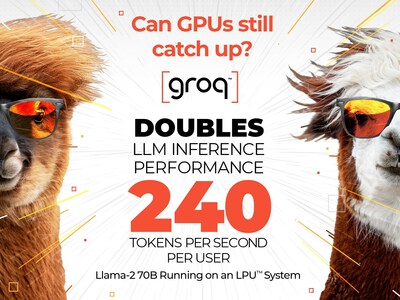 Can GPUs still
catch up?
[groq™]
DOUBLES
LLM INFERENCE
PERFORMANCE
240
TOKENS PER SECOND
PER USER
Llama-2 70B Running on an LPU™ System